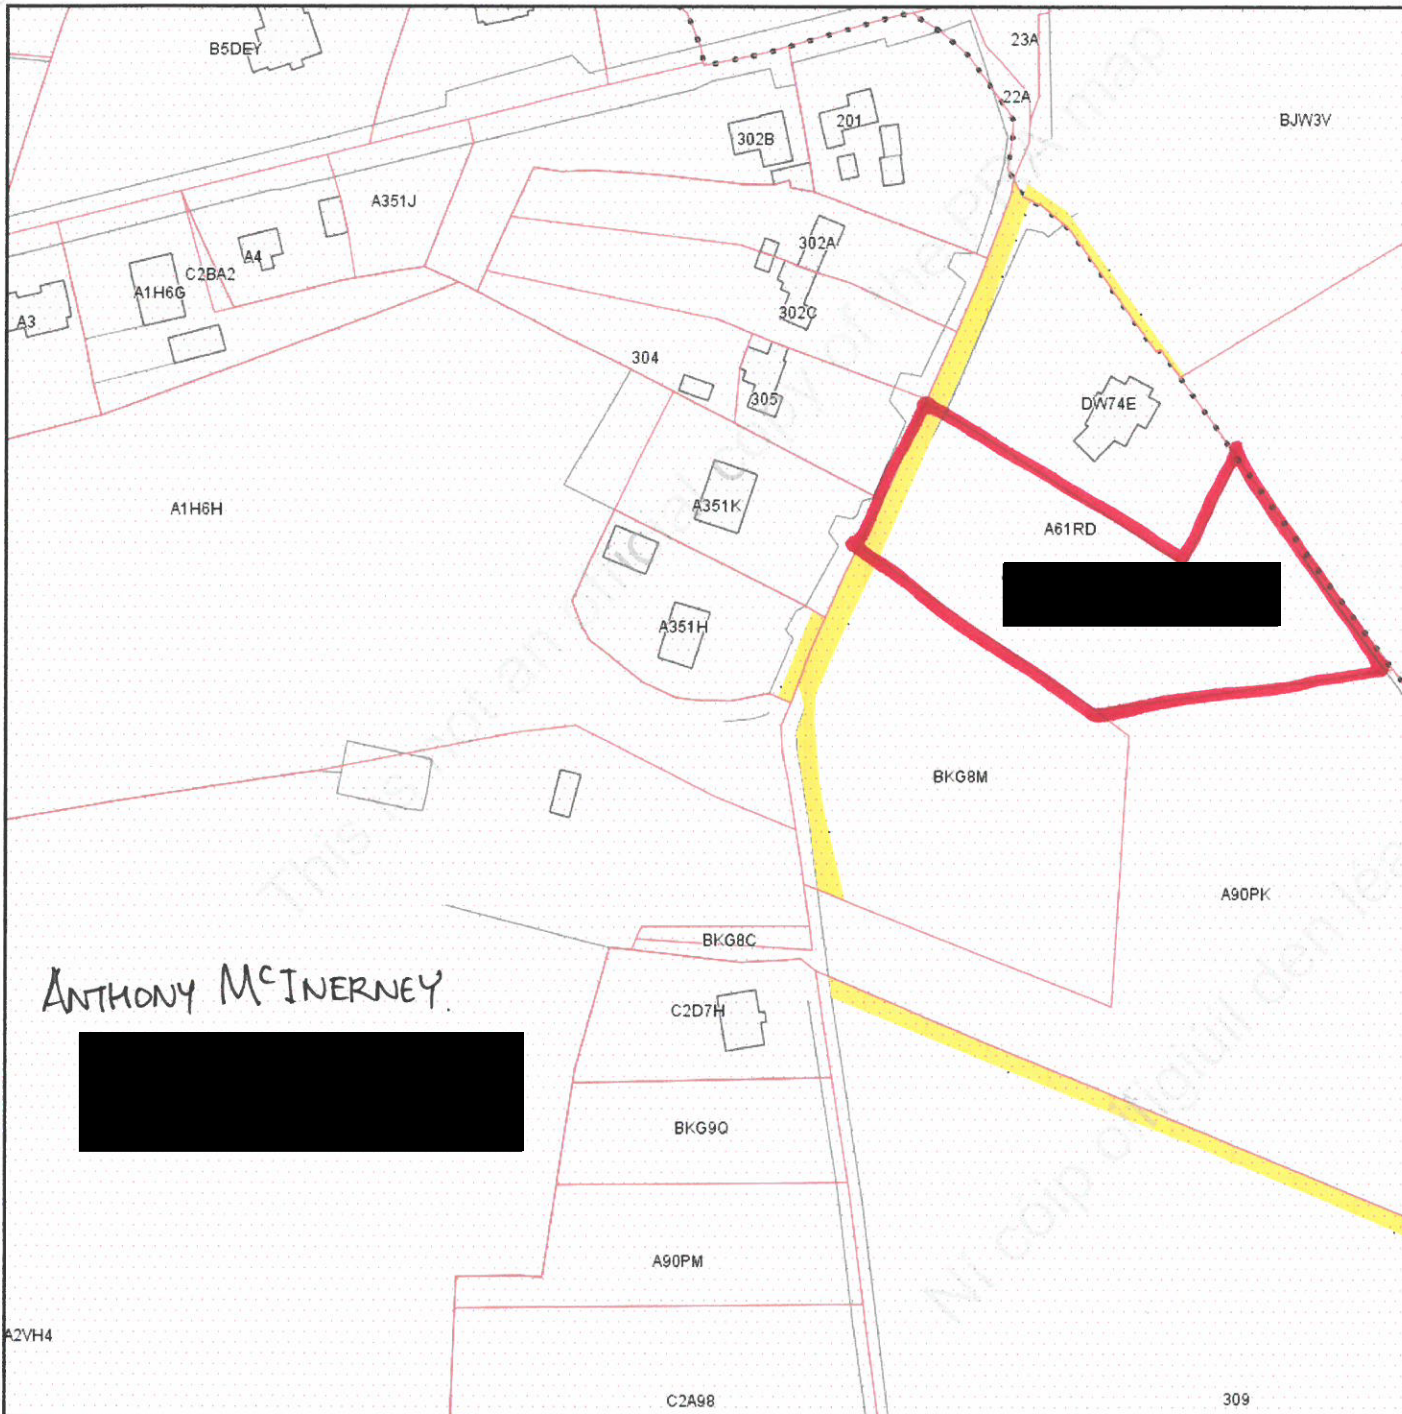 B5DEY
23A
22A
201
302B
BJW3V
A351J
302A
A4
C2BA2
A1H6G
302C
A3
304
305
DW74E
A351K
A1H6H
A61RD
A351H
BKG8M
A90PK
BKG8C
ANTHONY McINERNEY.
C2D7H
BKG9Q
A90PM
A2VH4
C2A98
309